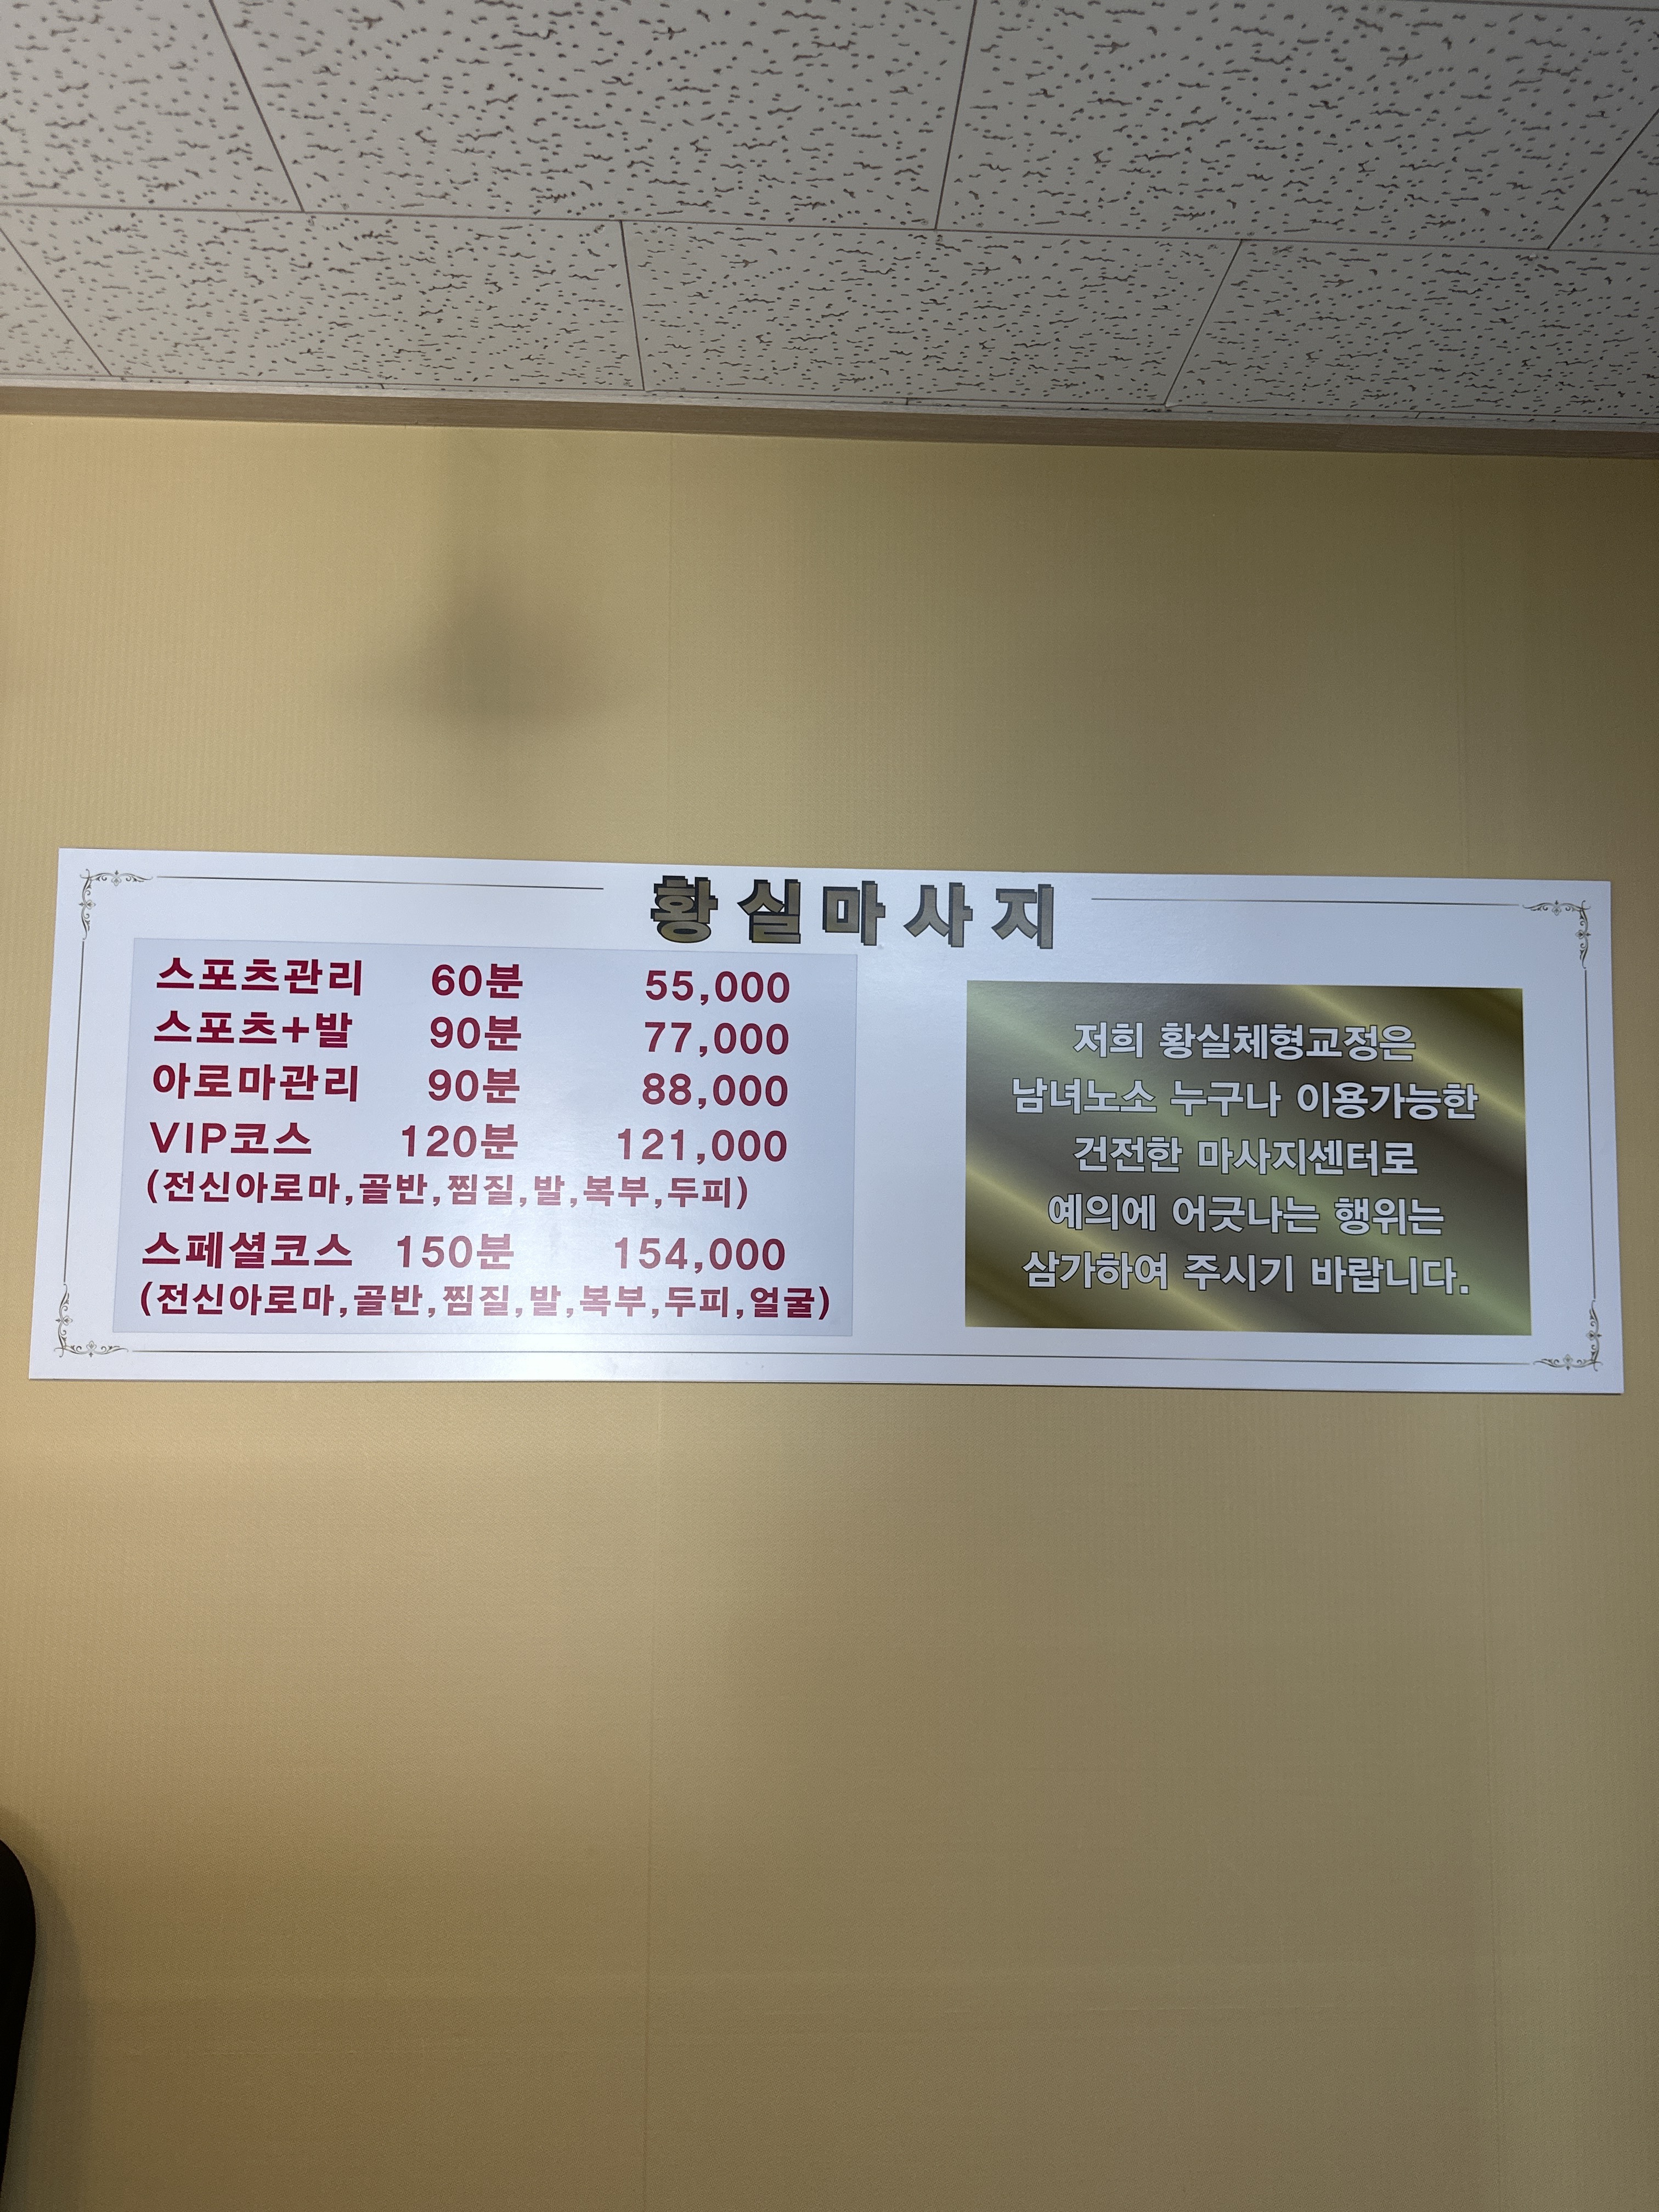 황실마사지
스포츠관리 60분 55,000
스포츠+발 90분 77,000
아로마관리 90분 88,000
VIP코스 120분 121,000
(전신아로마,골반,찜질,발,복부,두피)
스페셜코스 150분 154,000
(전신아로마,골반,찜질,발,복부,두피,얼굴)
저희 황실체형교정은
남녀노소 누구나 이용가능한
건전한 마사지센터로
예의에 어긋나는 행위는
삼가하여 주시기 바랍니다.